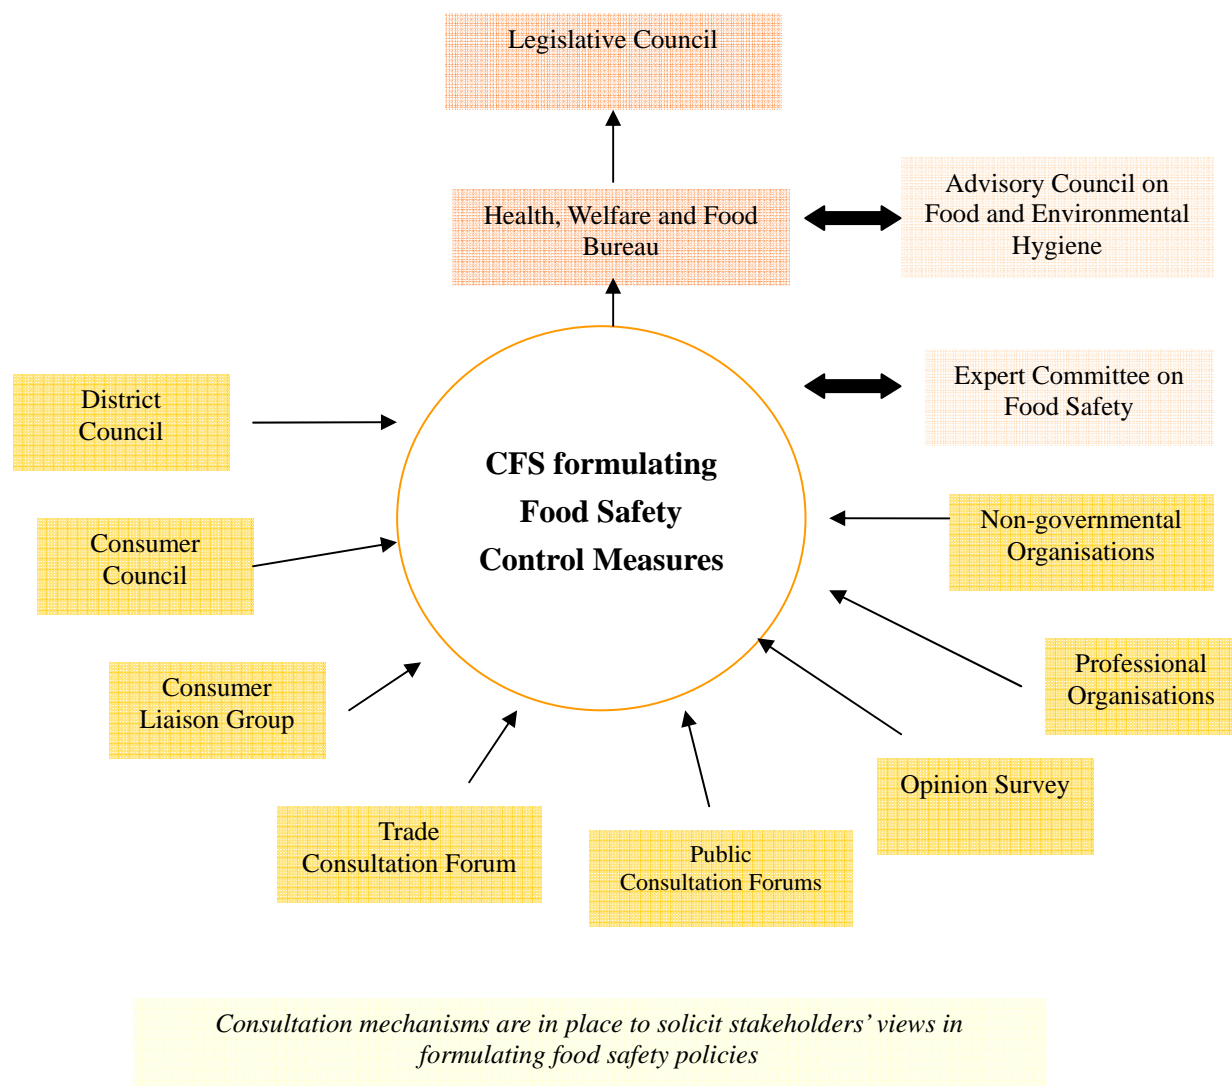 Legislative Council
Health, Welfare and Food
Bureau
Advisory Council on
Food and Environmental
Hygiene
Expert Committee on
Food Safety
District
Council
CFS formulating
Food Safety
Control Measures
Consumer
Council
Non-governmental
Organisations
Consumer
Liaison Group
Professional
Organisations
Trade
Consultation Forum
Public
Consultation Forums
Opinion Survey
Consultation mechanisms are in place to solicit stakeholders’ views in
formulating food safety policies